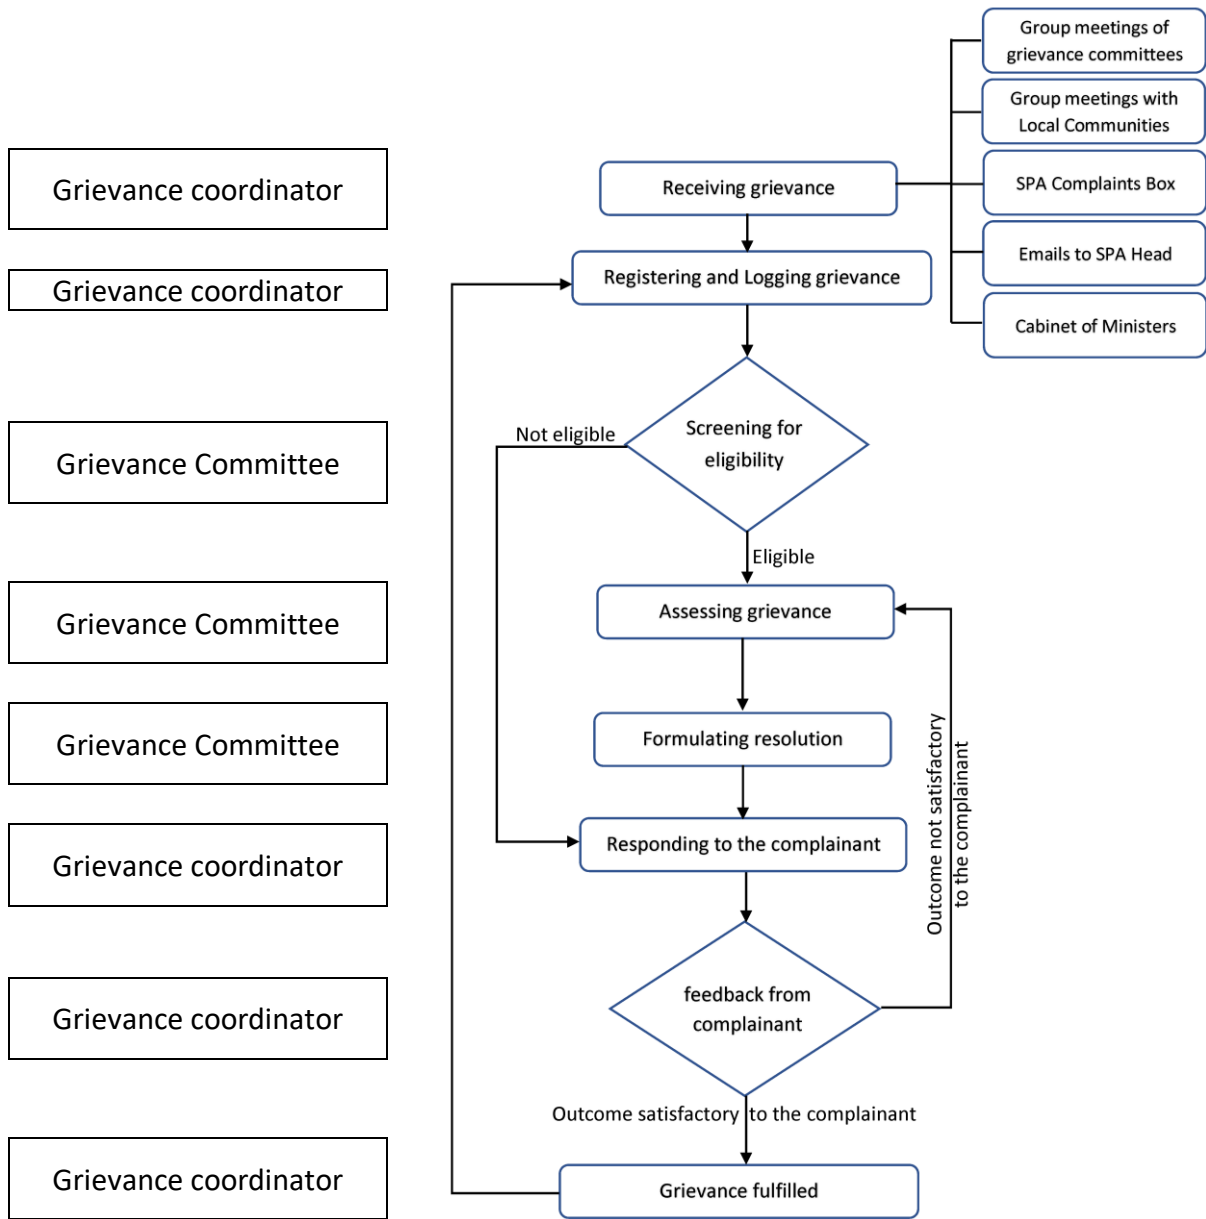 Group meetings of
grievance committees
Group meetings with
Local Communities
Grievance coordinator
Receiving grievance
SPA Complaints Box
Emails to SPA Head
Grievance coordinator
Registering and Logging grievance
Cabinet of Ministers
Not eligible
Screening for
eligibility
Grievance Committee
Eligible
Grievance Committee
Assessing grievance
Grievance Committee
Formulating resolution
Outcome not satisfactory
to the complainant
Grievance coordinator
Responding to the complainant
Grievance coordinator
feedback from
complainant
Outcome satisfactory to the complainant
Grievance coordinator
Grievance fulfilled